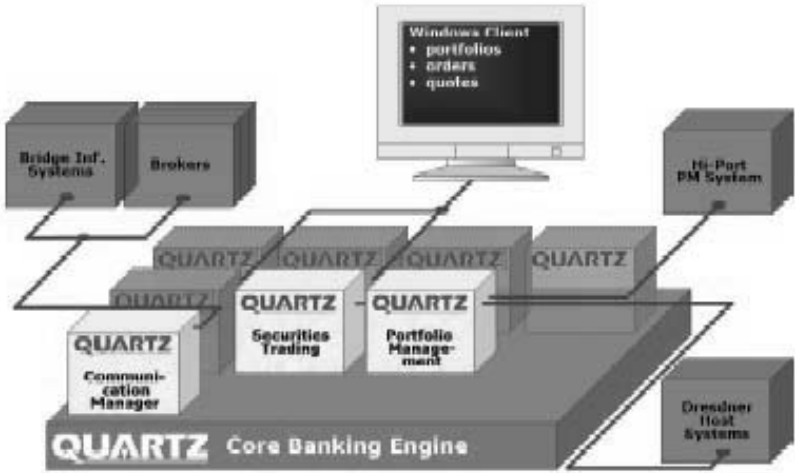 Windows Client
• portfolios
• orders
• quotes
Bridge Inf.
Systems
Brokers
Hi-Port
PM System
QUARTZ
QUARTZ
QUARTZ
QUARTZ
QUARTZ
QUARTZ
Securities
Trading
QUARTZ
Portfolio
Manage-
ment
QUARTZ
Communi-
cation
Manager
Dresdner
Host
Systems
QUARTZ Core Banking Engine